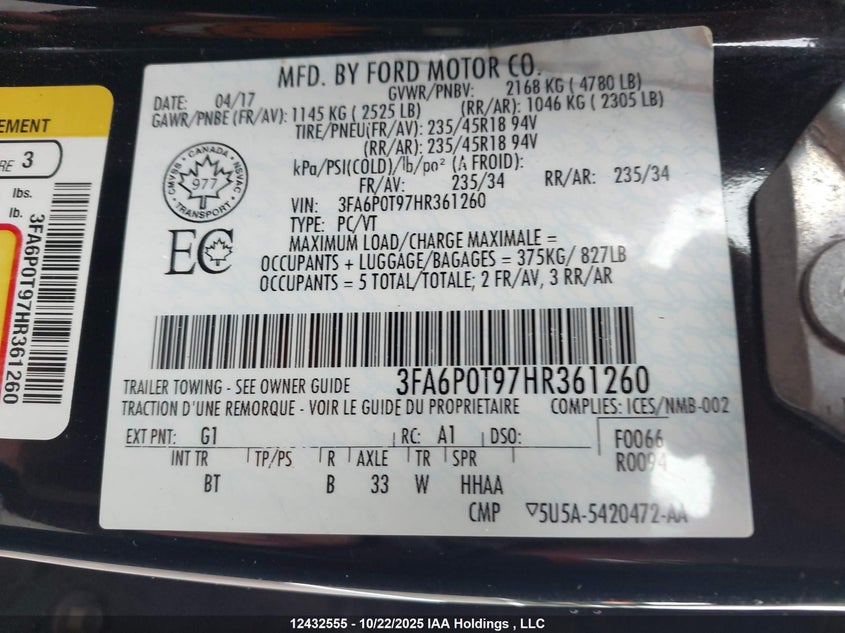 MFD. BY FORD MOTOR CO.
DATE: 04/17 GVWR/PNBV: 2168 KG ( 4780 LB)
GAWR/PNBE (FR/AV): 1145 KG ( 2525 LB) (RR/AR): 1046 KG ( 2305 LB)
TIRE/PNEU(FR/AV): 235/45R18 94V
(RR/AR): 235/45R18 94V
kPa/PSI(COLD)/lb/po² (A FROID):
FR/AV: 235/34 RR/AR: 235/34
VIN: 3FA6P0T97HR361260
TYPE: PC/VT
MAXIMUM LOAD/CHARGE MAXIMALE =
OCCUPANTS + LUGGAGE/BAGAGES = 375KG/ 827LB
OCCUPANTS = 5 TOTAL/TOTALE; 2 FR/AV, 3 RR/AR
CANADA
CMVSS NSVAC
977
TRANSPORT
EC
TRAILER TOWING - SEE OWNER GUIDE 3FA6P0T97HR361260
TRACTION D'UNE REMORQUE - VOIR LE GUIDE DU PROPRIETAIRE COMPLIES: ICES/NMB-002
EXT PNT: G1 RC: A1 DSO: F0066
INT TR TP/PS R AXLE TR SPR R0094
BT B 33 W HHAA
CMP ▽5U5A-5420472-AA
EMENT
RE 3
lbs.
lb.
3FA6P0T97HR361260
12432555 - 10/22/2025 IAA Holdings , LLC